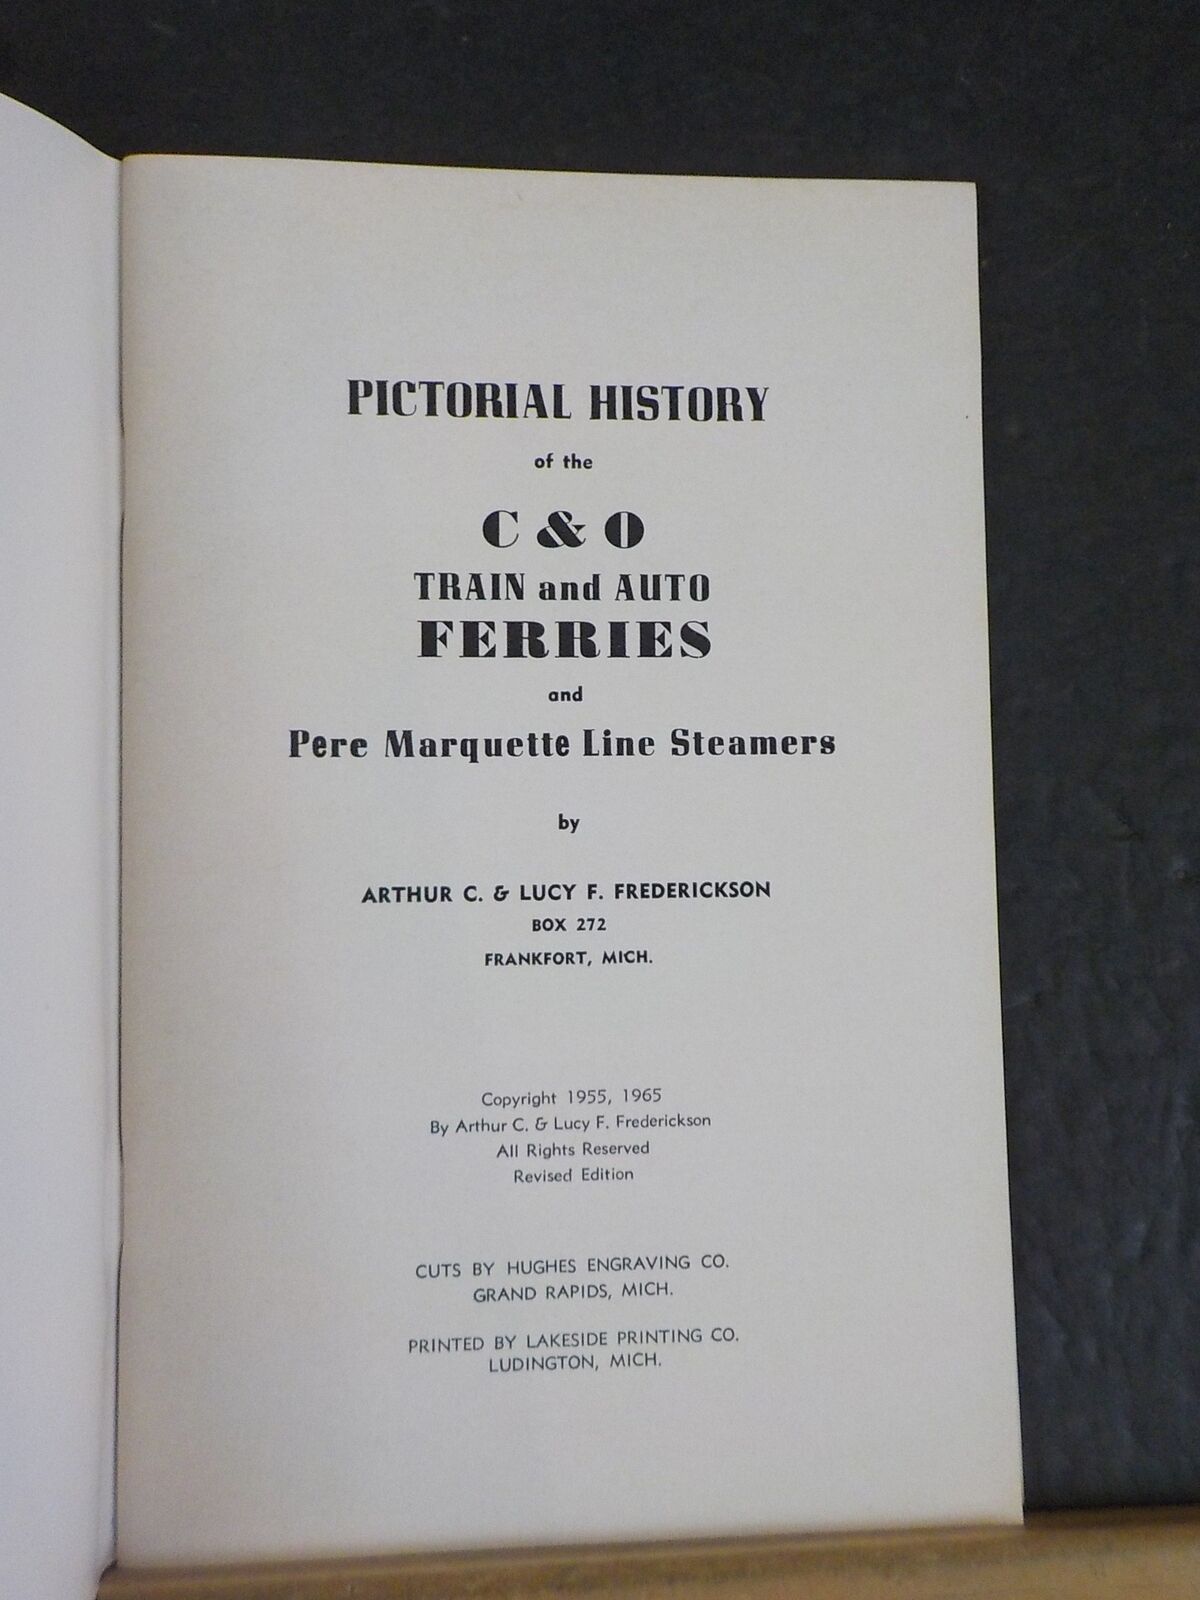 PICTORIAL HISTORY
of the
C & O
TRAIN and AUTO
FERRIES
and
Pere Marquette Line Steamers
by
ARTHUR C. & LUCY F. FREDERICKSON
BOX 272
FRANKFORT, MICH.
Copyright 1955, 1965
By Arthur C. & Lucy F. Frederickson
All Rights Reserved
Revised Edition
CUTS BY HUGHES ENGRAVING CO.
GRAND RAPIDS, MICH.
PRINTED BY LAKESIDE PRINTING CO.
LUDINGTON, MICH.